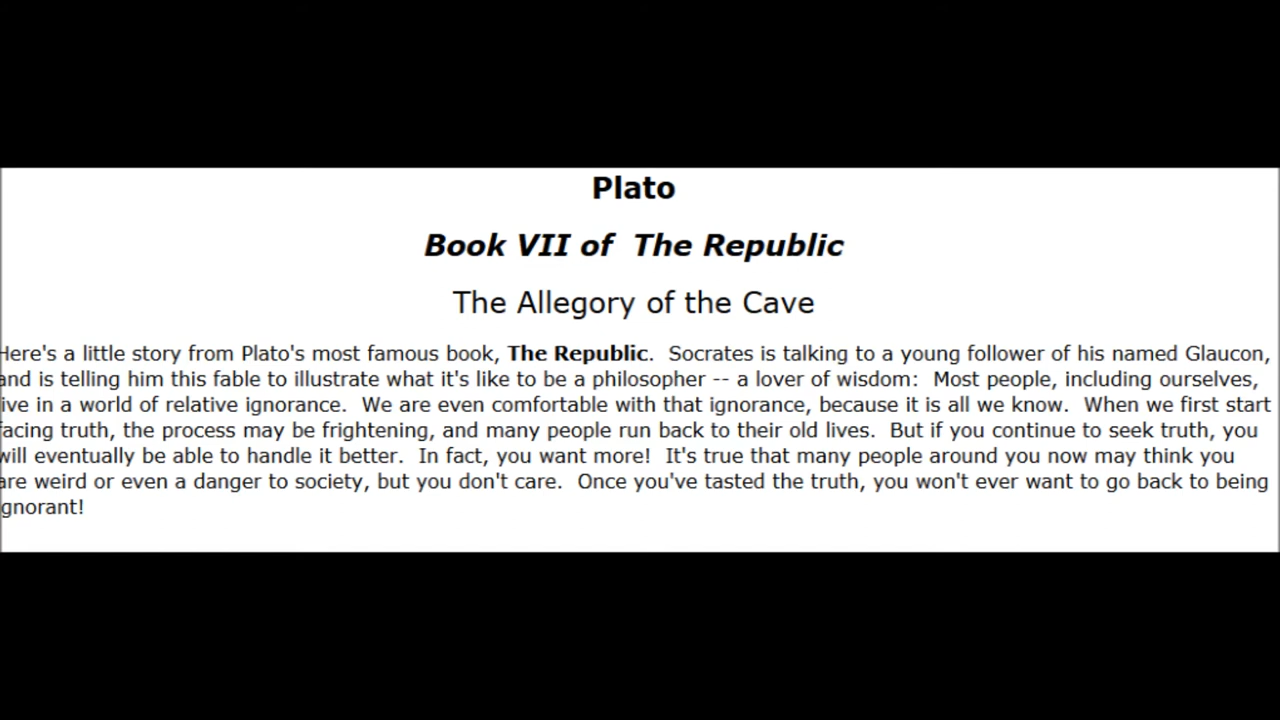 Plato
Book VII of The Republic
The Allegory of the Cave
Here's a little story from Plato's most famous book, The Republic. Socrates is talking to a young follower of his named Glaucon,
and is telling him this fable to illustrate what it's like to be a philosopher -- a lover of wisdom: Most people, including ourselves,
live in a world of relative ignorance. We are even comfortable with that ignorance, because it is all we know. When we first start
facing truth, the process may be frightening, and many people run back to their old lives. But if you continue to seek truth, you
will eventually be able to handle it better. In fact, you want more! It's true that many people around you now may think you
are weird or even a danger to society, but you don't care. Once you've tasted the truth, you won't ever want to go back to being
ignorant!